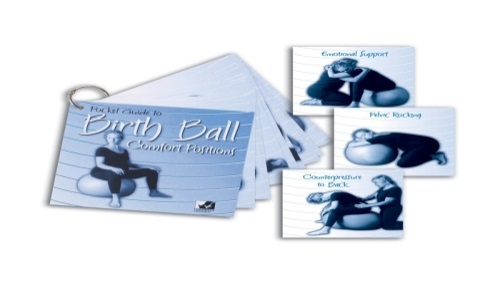 Pocket Guide to
Birth Ball
Comfort Positions
Emotional Support
Pelvic Rocking
Counterpressure
to Back